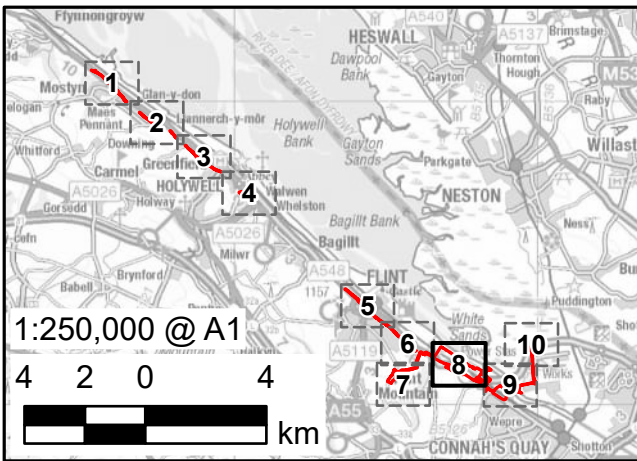 Ffynnongroyw
HESWALL
A540
A5137
Brimstage
Thornton
Hough
Dawpool
Bank
Gayton
M53
10
1
Mostyn
Glan-y-don
Raby
2
Maes
Pennant
Llannerch-y-môr
Holywell
Bank
Gayton
Sands
Willast
Whitford
Downing
3
Greenfield
Parkgate
Carmel
HOLYWELL
4
NESTON
A5026
Walwen
Whelston
Gorsedd
Holway
Bagillt Bank
Ness
A5026
Bagillt
Milwr
Brynford
A548
FLINT
Babell
1157
5
Castle
Puddington
White
Sands
1:250,000 @ A1
A5119
6
8
10
Works
4 2 0 4
7
Flint
Mountain
9
A55
Wepre
km
CONNAH'S QUAY
Shotton